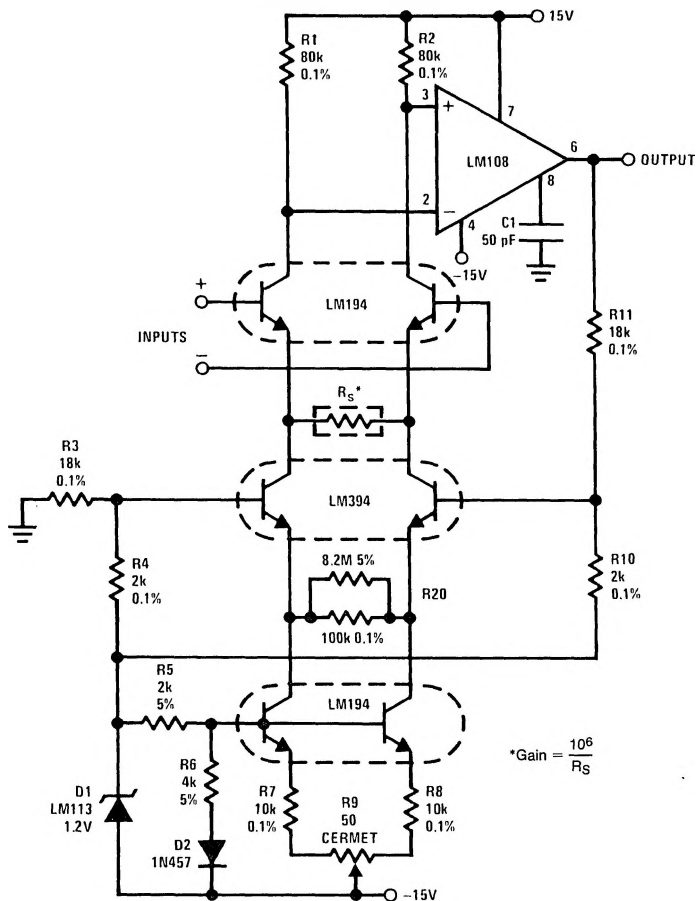 15V
R1
80k
0.1%
R2
80k
0.1%
3
+
7
LM108
6
OUTPUT
8
2
−
4
C1
50 pF
-15V
+
LM194
INPUTS
−
R11
18k
0.1%
RS*
R3
18k
0.1%
LM394
R4
2k
0.1%
8.2M 5%
R20
100k 0.1%
R10
2k
0.1%
R5
2k
5%
LM194
*Gain = 10⁶
RS
R6
4k
5%
D1
LM113
1.2V
R7
10k
0.1%
R9
50
CERMET
R8
10k
0.1%
D2
1N457
-15V